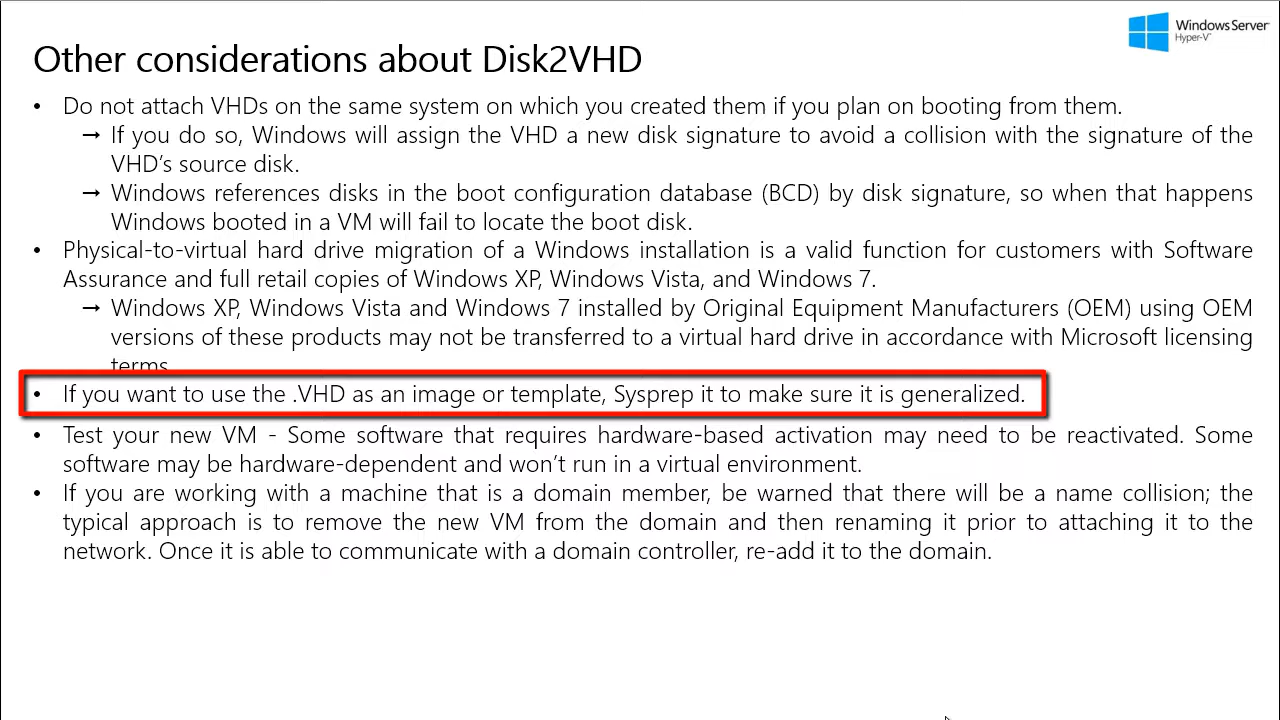 Windows Server
Hyper-V
Other considerations about Disk2VHD
• Do not attach VHDs on the same system on which you created them if you plan on booting from them.
→ If you do so, Windows will assign the VHD a new disk signature to avoid a collision with the signature of the
VHD’s source disk.
→ Windows references disks in the boot configuration database (BCD) by disk signature, so when that happens
Windows booted in a VM will fail to locate the boot disk.
• Physical-to-virtual hard drive migration of a Windows installation is a valid function for customers with Software
Assurance and full retail copies of Windows XP, Windows Vista, and Windows 7.
→ Windows XP, Windows Vista and Windows 7 installed by Original Equipment Manufacturers (OEM) using OEM
versions of these products may not be transferred to a virtual hard drive in accordance with Microsoft licensing
terms.
• If you want to use the .VHD as an image or template, Sysprep it to make sure it is generalized.
• Test your new VM - Some software that requires hardware-based activation may need to be reactivated. Some
software may be hardware-dependent and won’t run in a virtual environment.
• If you are working with a machine that is a domain member, be warned that there will be a name collision; the
typical approach is to remove the new VM from the domain and then renaming it prior to attaching it to the
network. Once it is able to communicate with a domain controller, re-add it to the domain.